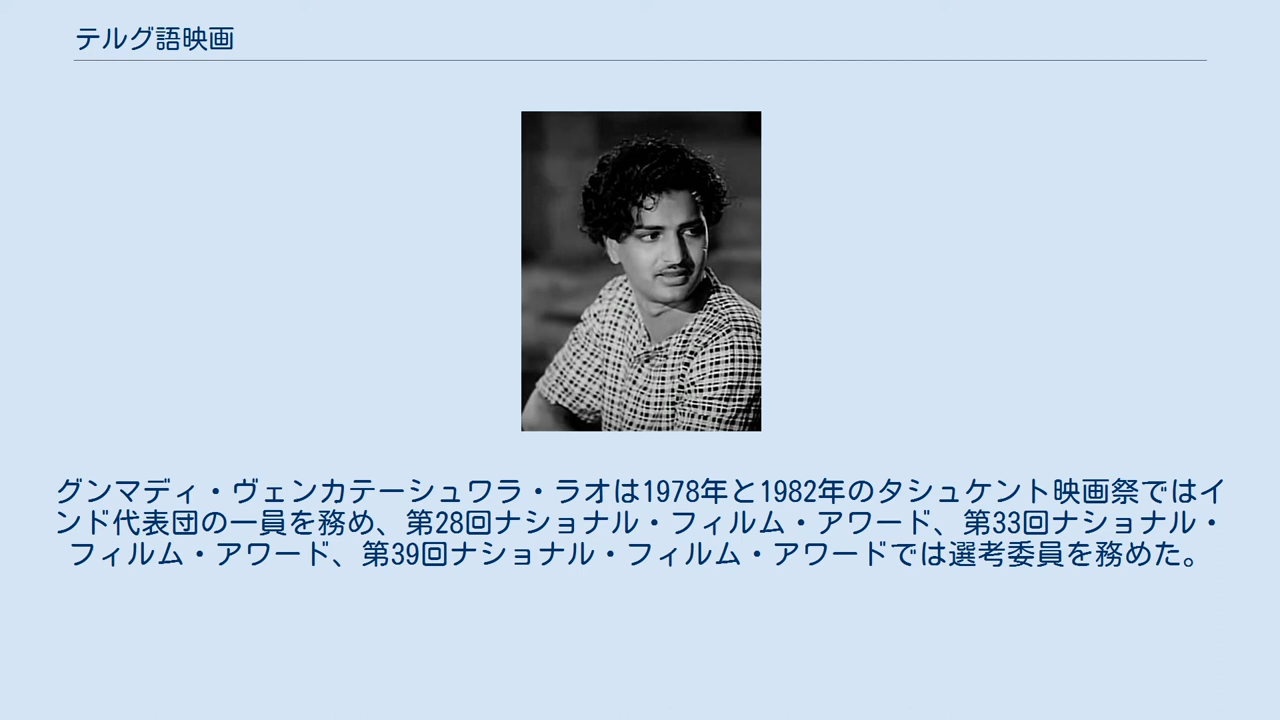 テルグ語映画
グンマディ・ヴェンカテーシュワラ・ラオは1978年と1982年のタシュケント映画祭ではイ
ンド代表団の一員を務め、第28回ナショナル・フィルム・アワード、第33回ナショナル・
フィルム・アワード、第39回ナショナル・フィルム・アワードでは選考委員を務めた。